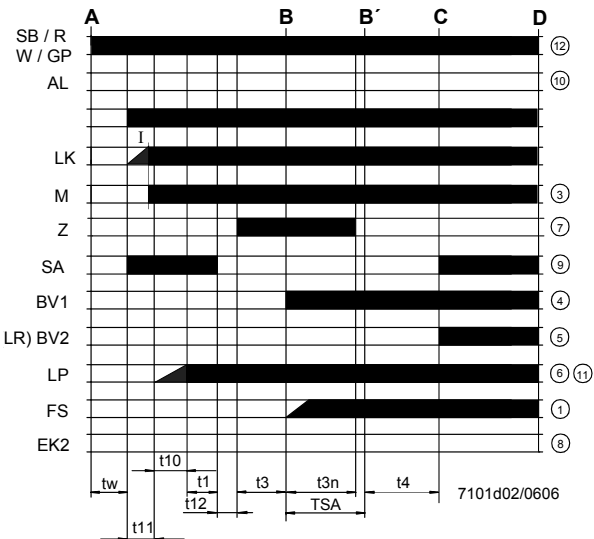 A B B´ C D
SB / R
W / GP
12
AL
10
I
LK
M
3
Z
7
SA
9
BV1
4
LR) BV2
5
LP
6 11
FS
1
EK2
8
t10
tw t1 t3 t3n t4 7101d02/0606
t12 TSA
t11